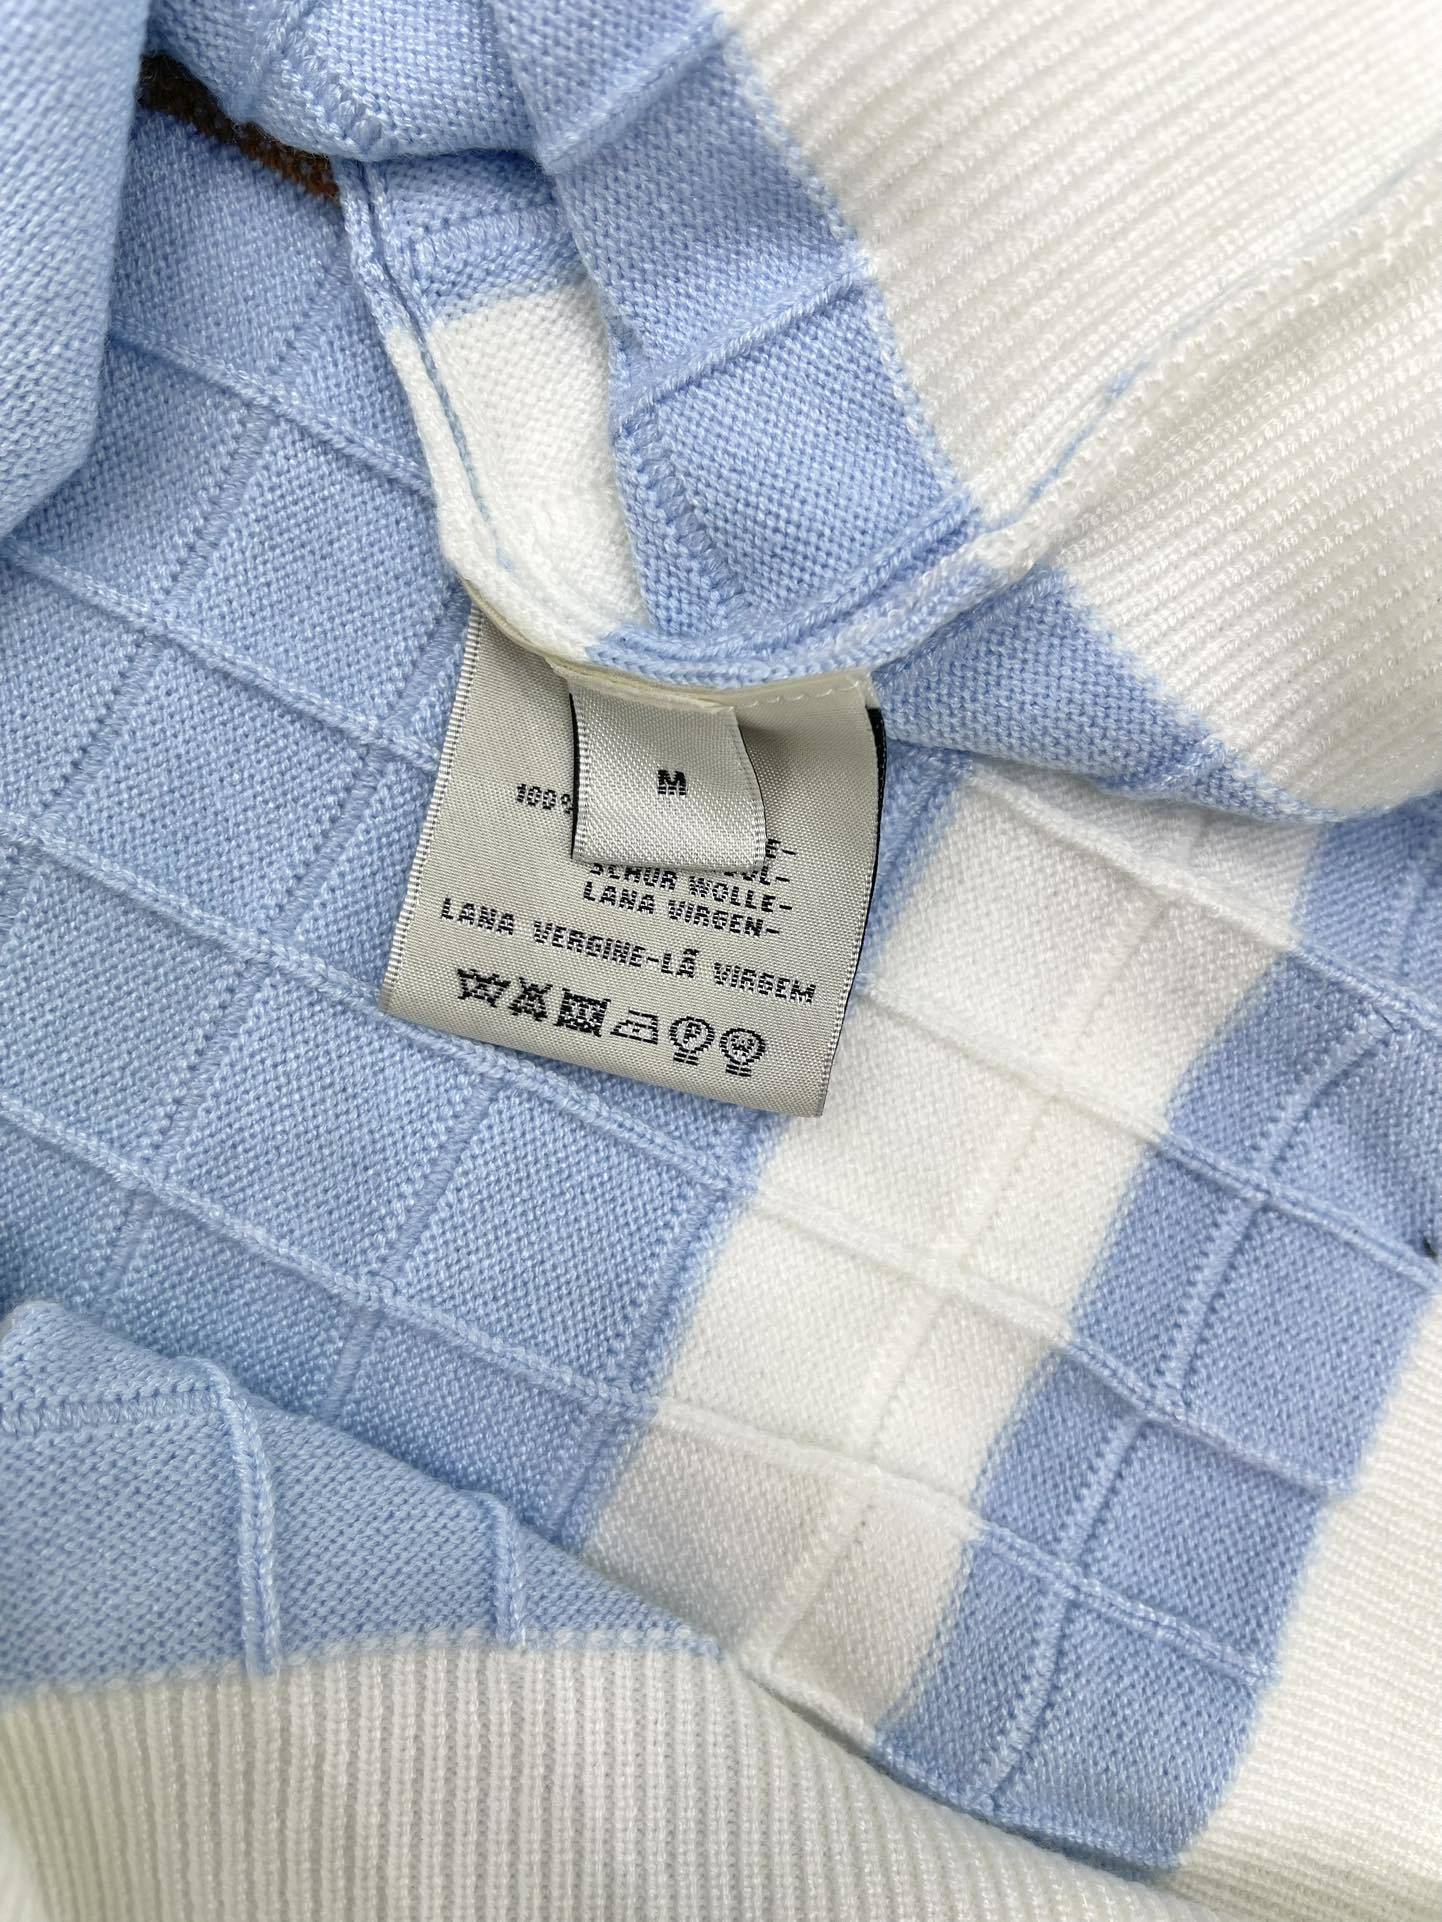 M
100%
SCHUR WOLLE-
LANA VIRGEN-
LANA VERGINE-LÃ VIRGEM
P W